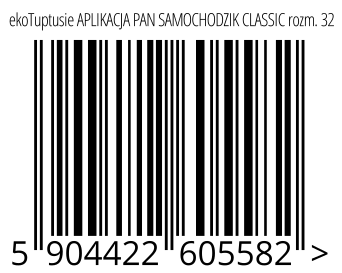 ekoTuptusie APLIKACJA PAN SAMOCHODZIK CLASSIC rozm. 32
5 904422 605582 >